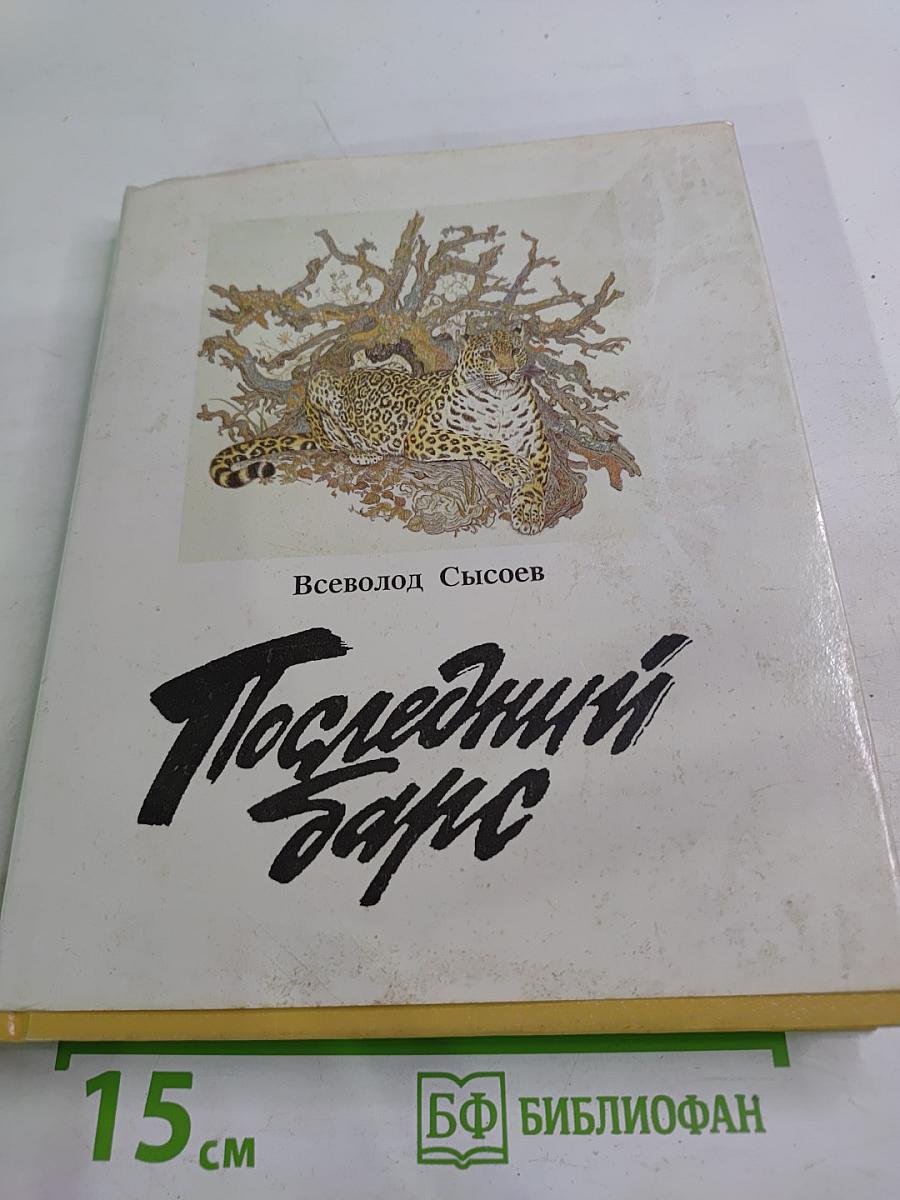 Всеволод Сысоев
Последний
барс
15 см
БФ БИБЛИОФАН